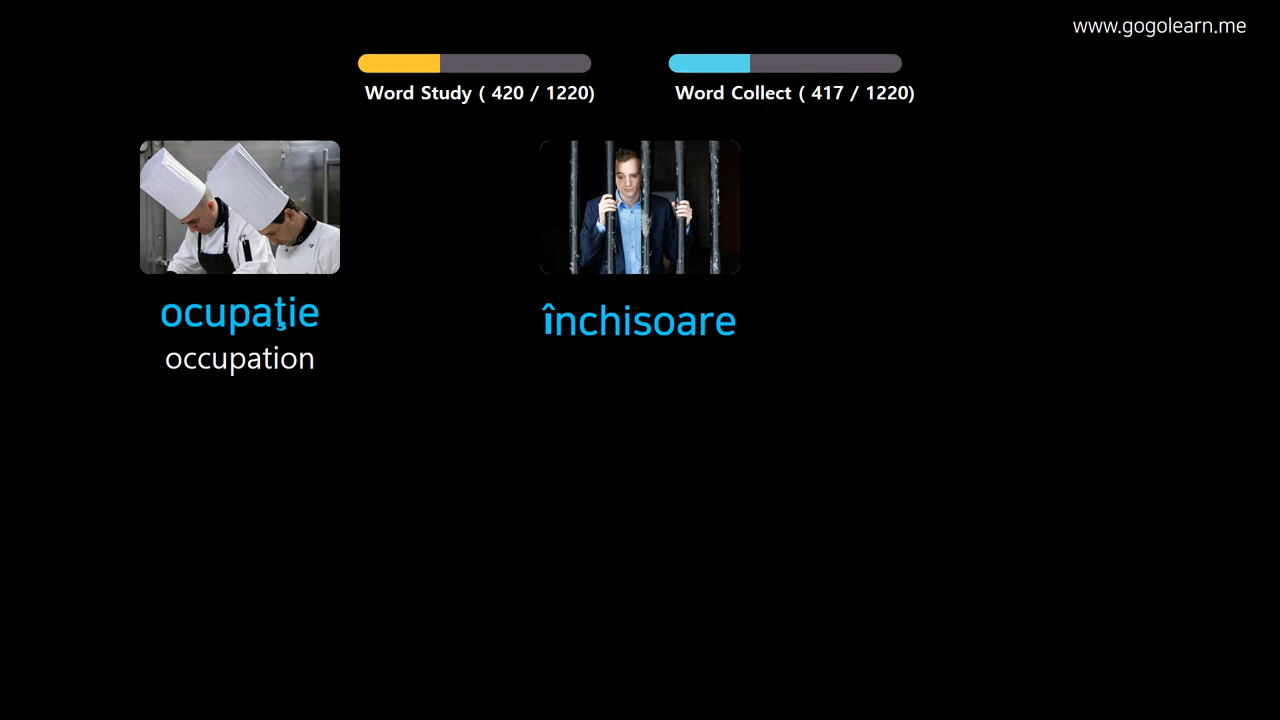 www.gogolearn.me
Word Study ( 420 / 1220)
Word Collect ( 417 / 1220)
ocupaţie
occupation
închisoare